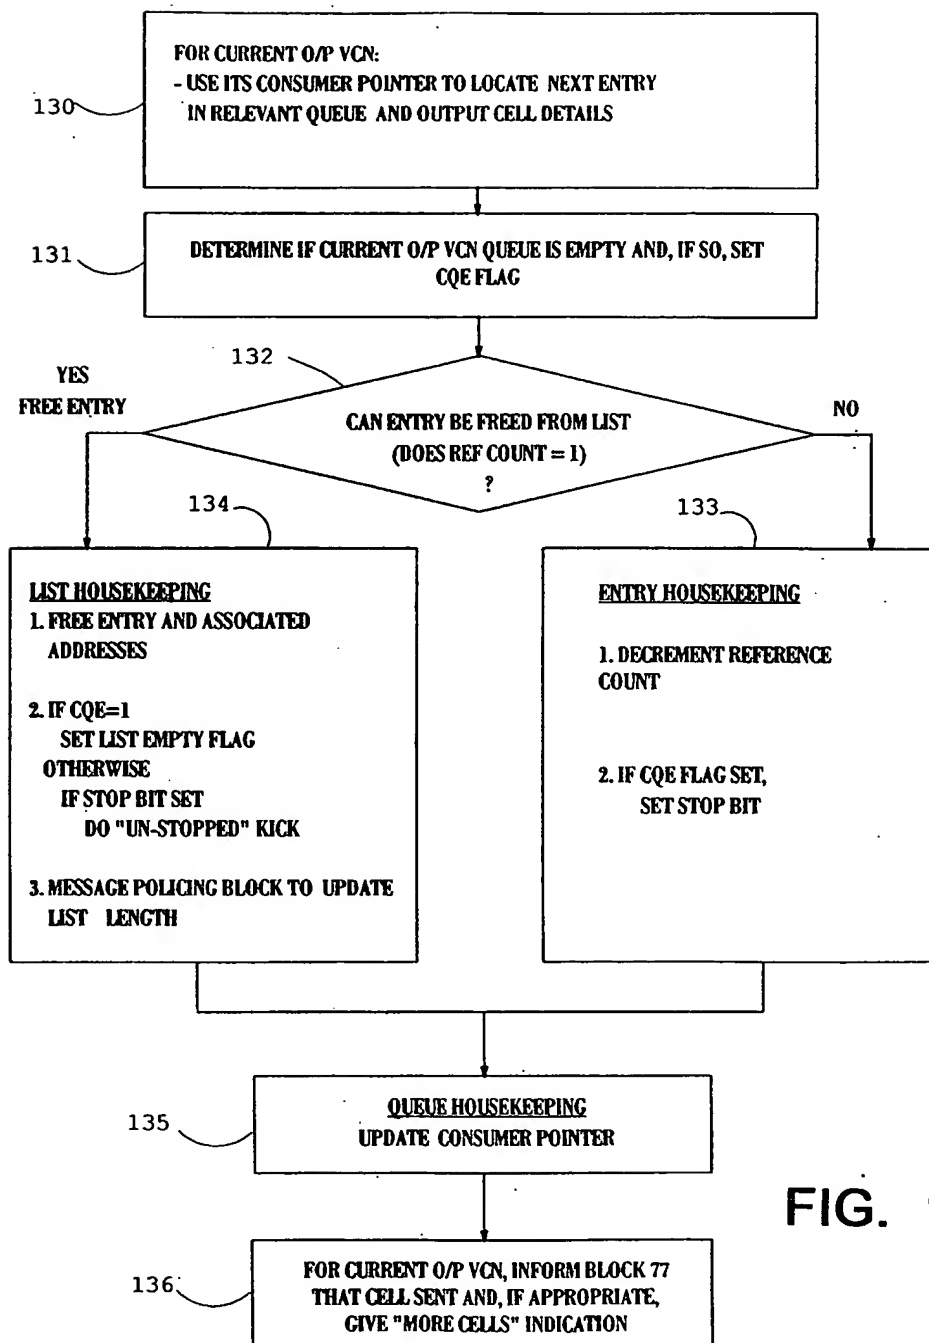 FOR CURRENT O/P VCN:
- USE ITS CONSUMER POINTER TO LOCATE NEXT ENTRY
IN RELEVANT QUEUE AND OUTPUT CELL DETAILS
130
DETERMINE IF CURRENT O/P VCN QUEUE IS EMPTY AND, IF SO, SET
CQE FLAG
131
132
YES
FREE ENTRY
NO
CAN ENTRY BE FREED FROM LIST
(DOES REF COUNT = 1)
?
134
LIST HOUSEKEEPING
1. FREE ENTRY AND ASSOCIATED
ADDRESSES
2. IF CQE=1
SET LIST EMPTY FLAG
OTHERWISE
IF STOP BIT SET
DO "UN-STOPPED" KICK
3. MESSAGE POLICING BLOCK TO UPDATE
LIST LENGTH
133
ENTRY HOUSEKEEPING
1. DECREMENT REFERENCE
COUNT
2. IF CQE FLAG SET,
SET STOP BIT
135
QUEUE HOUSEKEEPING
UPDATE CONSUMER POINTER
FIG.
136
FOR CURRENT O/P VCN, INFORM BLOCK 77
THAT CELL SENT AND, IF APPROPRIATE,
GIVE "MORE CELLS" INDICATION